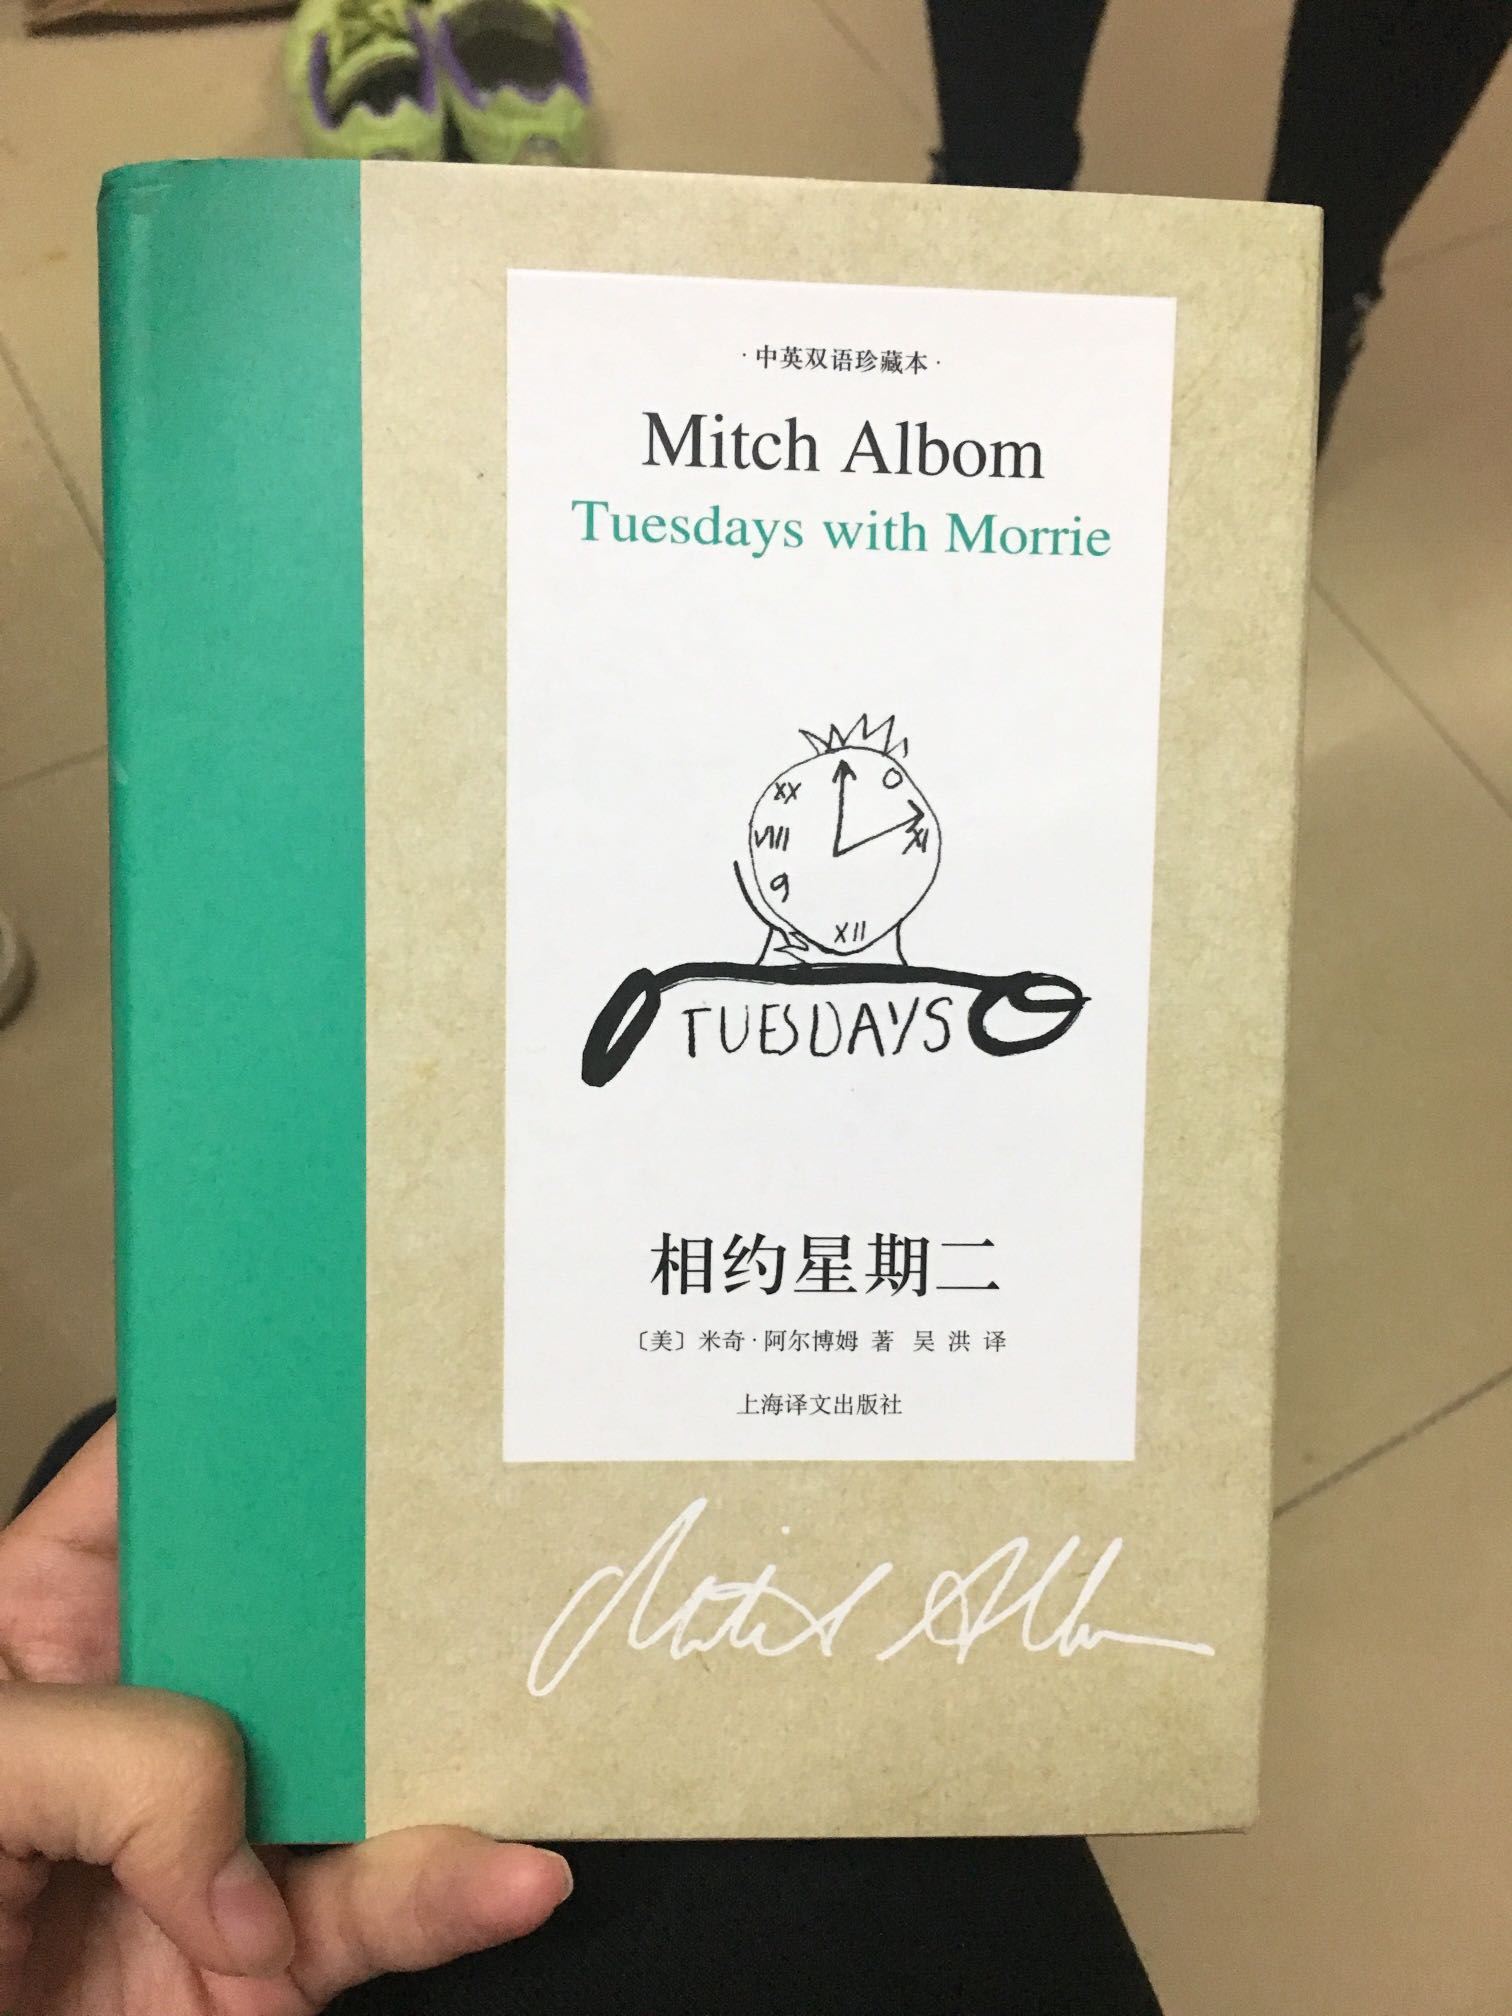 ·中英双语珍藏本·
Mitch Albom
Tuesdays with Morrie
XX
O
VIII
XI
9
XII
TUESDAYS
相约星期二
〔美〕米奇·阿尔博姆 著 吴洪 译
上海译文出版社
Mitch Albom